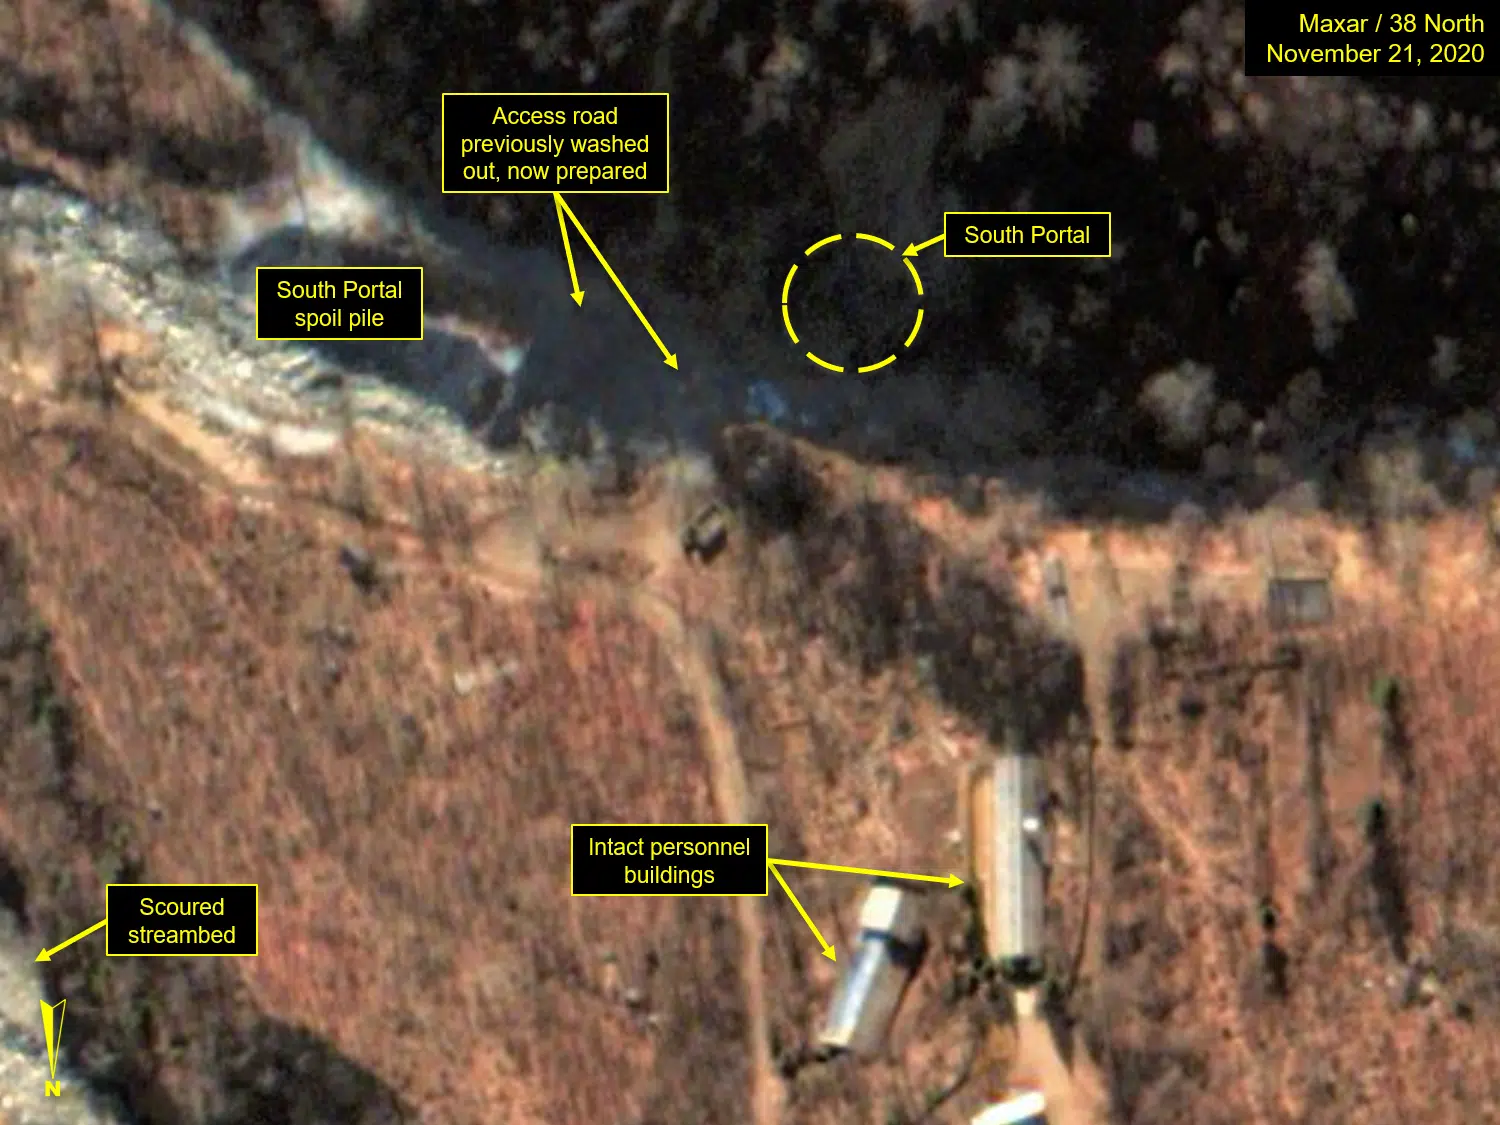 Maxar / 38 North
November 21, 2020
Access road
previously washed
out, now prepared
South Portal
South Portal
spoil pile
Intact personnel
buildings
Scoured
streambed
N